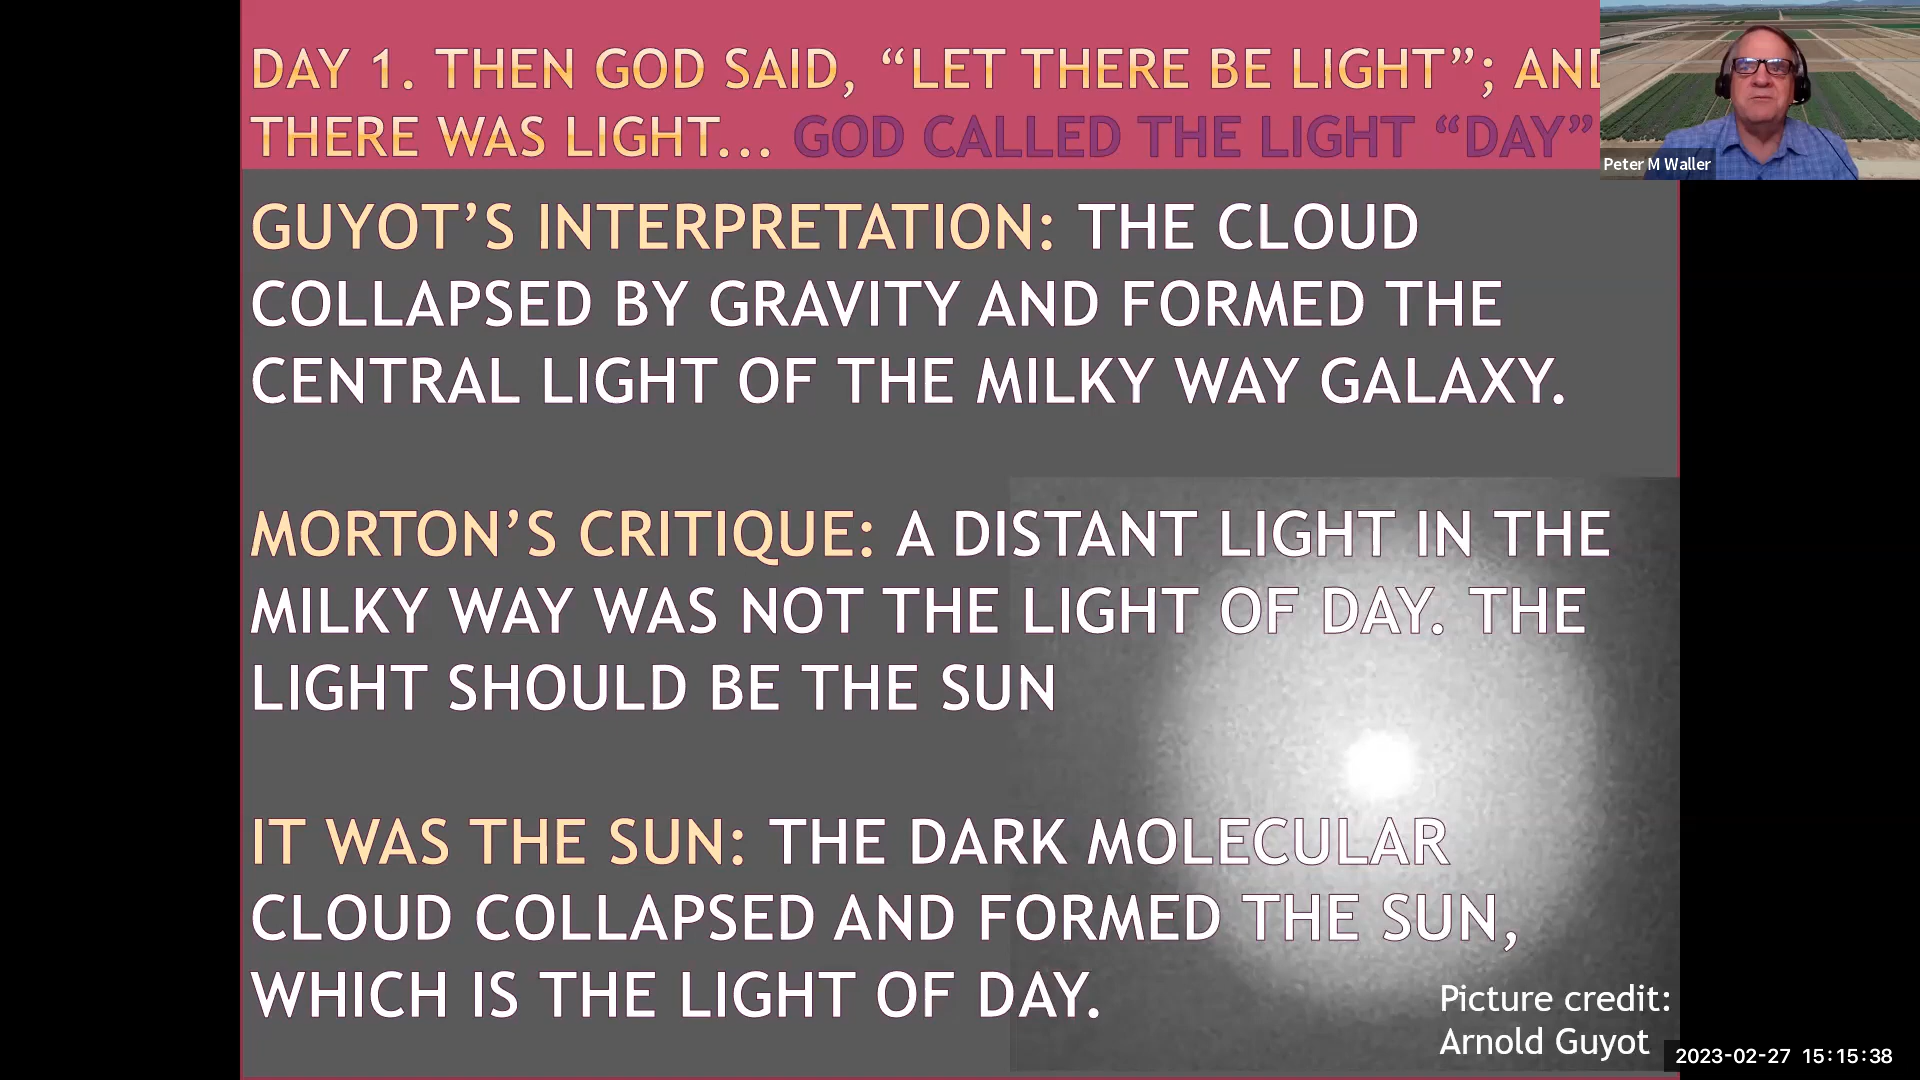 DAY 1. THEN GOD SAID, “LET THERE BE LIGHT”; AND
THERE WAS LIGHT... GOD CALLED THE LIGHT “DAY”
Peter M Waller
GUYOT’S INTERPRETATION: THE CLOUD
COLLAPSED BY GRAVITY AND FORMED THE
CENTRAL LIGHT OF THE MILKY WAY GALAXY.
MORTON’S CRITIQUE: A DISTANT LIGHT IN THE
MILKY WAY WAS NOT THE LIGHT OF DAY. THE
LIGHT SHOULD BE THE SUN
IT WAS THE SUN: THE DARK MOLECULAR
CLOUD COLLAPSED AND FORMED THE SUN,
WHICH IS THE LIGHT OF DAY.
Picture credit:
Arnold Guyot
2023-02-27 15:15:38